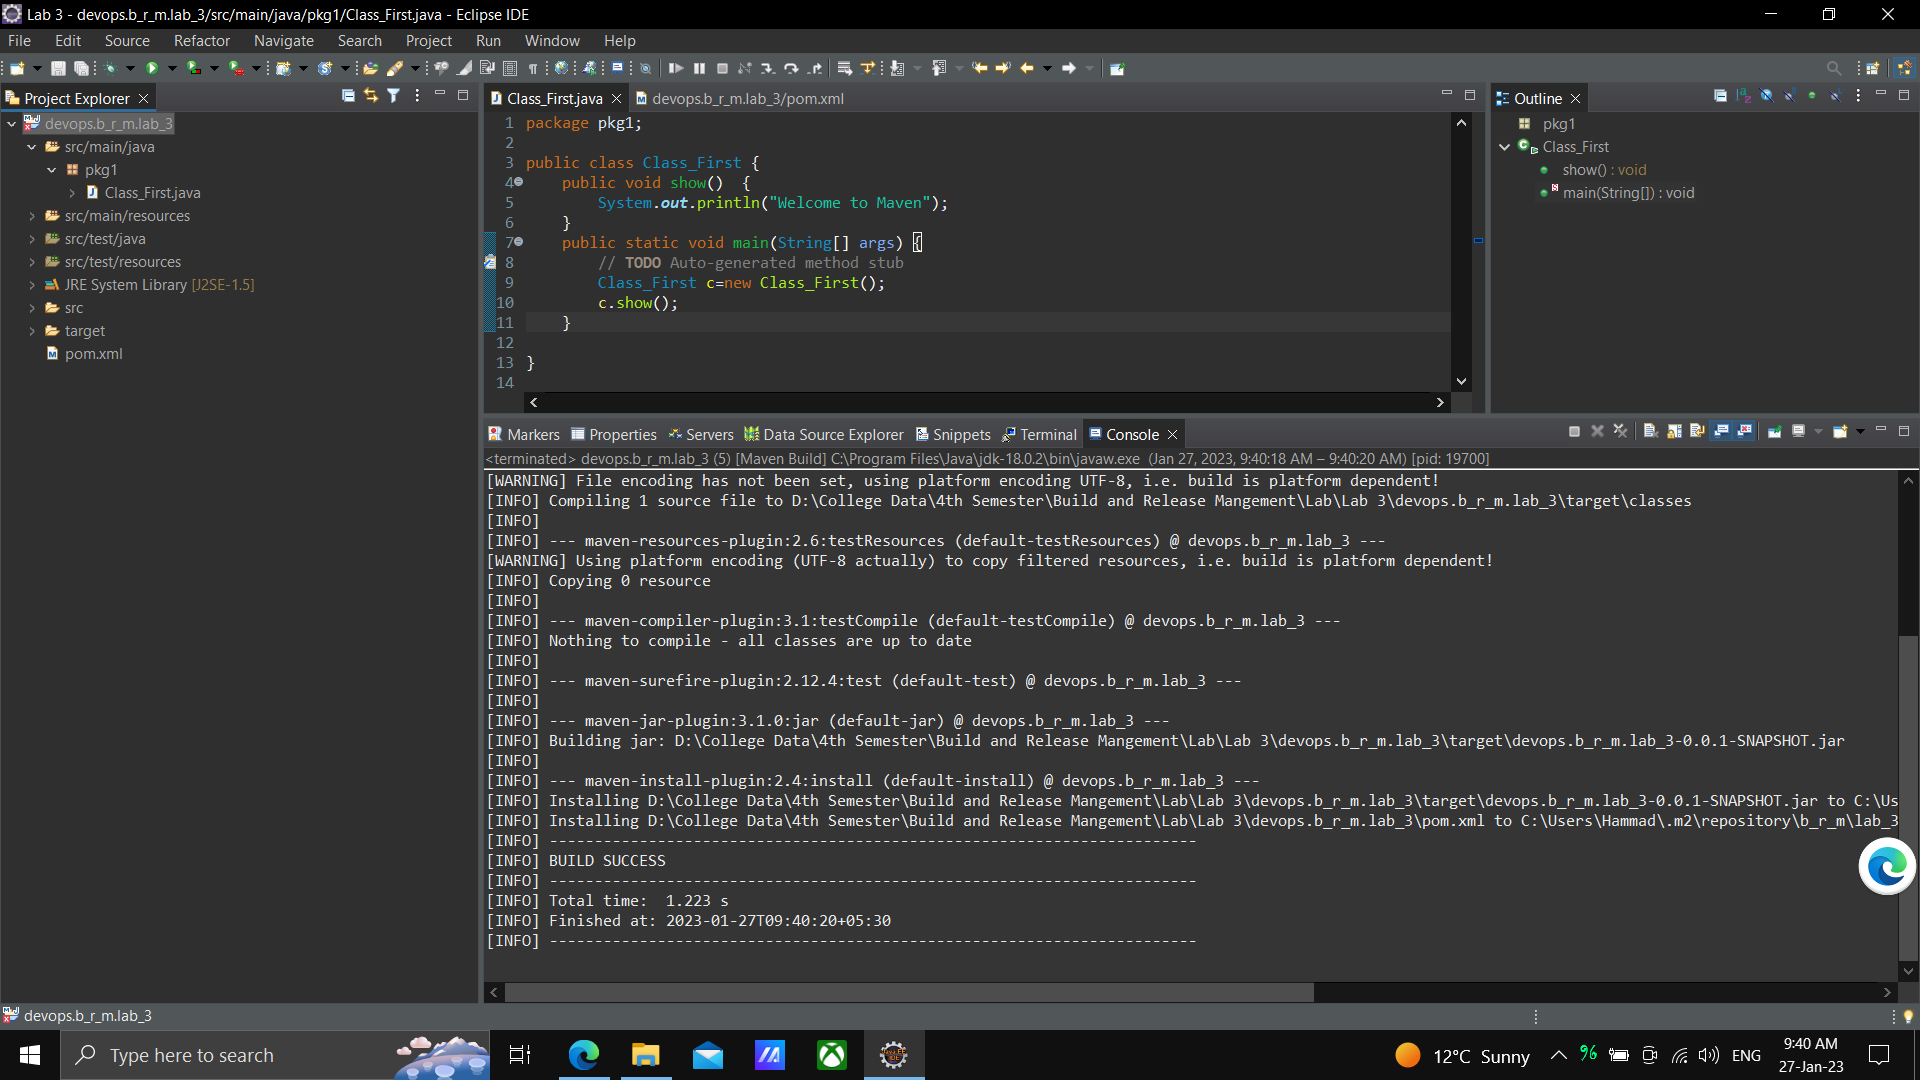 Lab 3 - devops.b_r_m.lab_3/src/main/java/pkg1/Class_First.java - Eclipse IDE
File Edit Source Refactor Navigate Search Project Run Window Help
Project Explorer
devops.b_r_m.lab_3
src/main/java
pkg1
Class_First.java
src/main/resources
src/test/java
src/test/resources
JRE System Library [J2SE-1.5]
src
target
pom.xml
Class_First.java devops.b_r_m.lab_3/pom.xml
1 package pkg1;
2
3 public class Class_First {
4 public void show()  {
5 System.out.println("Welcome to Maven");
6 }
7 public static void main(String[] args) {
8 // TODO Auto-generated method stub
9 Class_First c=new Class_First();
10 c.show();
11 }
12
13 }
14
Outline
pkg1
Class_First
show() : void
main(String[]) : void
Markers Properties Servers Data Source Explorer Snippets Terminal Console
<terminated> devops.b_r_m.lab_3 (5) [Maven Build] C:\Program Files\Java\jdk-18.0.2\bin\javaw.exe (Jan 27, 2023, 9:40:18 AM – 9:40:20 AM) [pid: 19700]
[WARNING] File encoding has not been set, using platform encoding UTF-8, i.e. build is platform dependent!
[INFO] Compiling 1 source file to D:\College Data\4th Semester\Build and Release Mangement\Lab\Lab 3\devops.b_r_m.lab_3\target\classes
[INFO]
[INFO] --- maven-resources-plugin:2.6:testResources (default-testResources) @ devops.b_r_m.lab_3 ---
[WARNING] Using platform encoding (UTF-8 actually) to copy filtered resources, i.e. build is platform dependent!
[INFO] Copying 0 resource
[INFO]
[INFO] --- maven-compiler-plugin:3.1:testCompile (default-testCompile) @ devops.b_r_m.lab_3 ---
[INFO] Nothing to compile - all classes are up to date
[INFO]
[INFO] --- maven-surefire-plugin:2.12.4:test (default-test) @ devops.b_r_m.lab_3 ---
[INFO]
[INFO] --- maven-jar-plugin:3.1.0:jar (default-jar) @ devops.b_r_m.lab_3 ---
[INFO] Building jar: D:\College Data\4th Semester\Build and Release Mangement\Lab\Lab 3\devops.b_r_m.lab_3\target\devops.b_r_m.lab_3-0.0.1-SNAPSHOT.jar
[INFO]
[INFO] --- maven-install-plugin:2.4:install (default-install) @ devops.b_r_m.lab_3 ---
[INFO] Installing D:\College Data\4th Semester\Build and Release Mangement\Lab\Lab 3\devops.b_r_m.lab_3\target\devops.b_r_m.lab_3-0.0.1-SNAPSHOT.jar to C:\Us
[INFO] Installing D:\College Data\4th Semester\Build and Release Mangement\Lab\Lab 3\devops.b_r_m.lab_3\pom.xml to C:\Users\Hammad\.m2\repository\b_r_m\lab_3
[INFO] ------------------------------------------------------------------------
[INFO] BUILD SUCCESS
[INFO] ------------------------------------------------------------------------
[INFO] Total time:  1.223 s
[INFO] Finished at: 2023-01-27T09:40:20+05:30
[INFO] ------------------------------------------------------------------------
devops.b_r_m.lab_3
Type here to search
12°C Sunny
ENG
9:40 AM
27-Jan-23